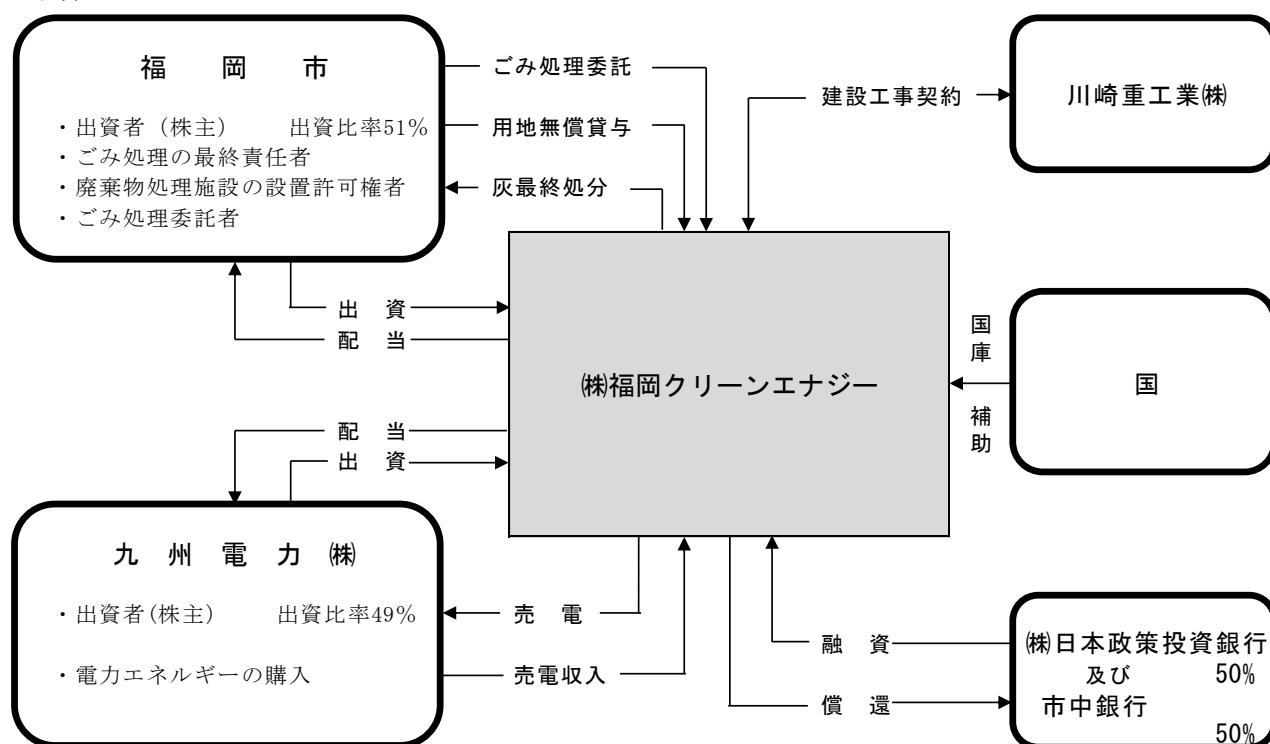 福　岡　市
・出資者（株主）　　出資比率51%
・ごみ処理の最終責任者
・廃棄物処理施設の設置許可権者
・ごみ処理委託者
ごみ処理委託
用地無償貸与
灰最終処分
建設工事契約
川崎重工業㈱
出　資
配　当
㈱福岡クリーンエナジー
国庫
補助
国
配　当
出　資
九　州　電　力　㈱
・出資者(株主)　　出資比率49%
・電力エネルギーの購入
売　電
売電収入
融　資
償　還
㈱日本政策投資銀行
及び　　50%
市中銀行
50%